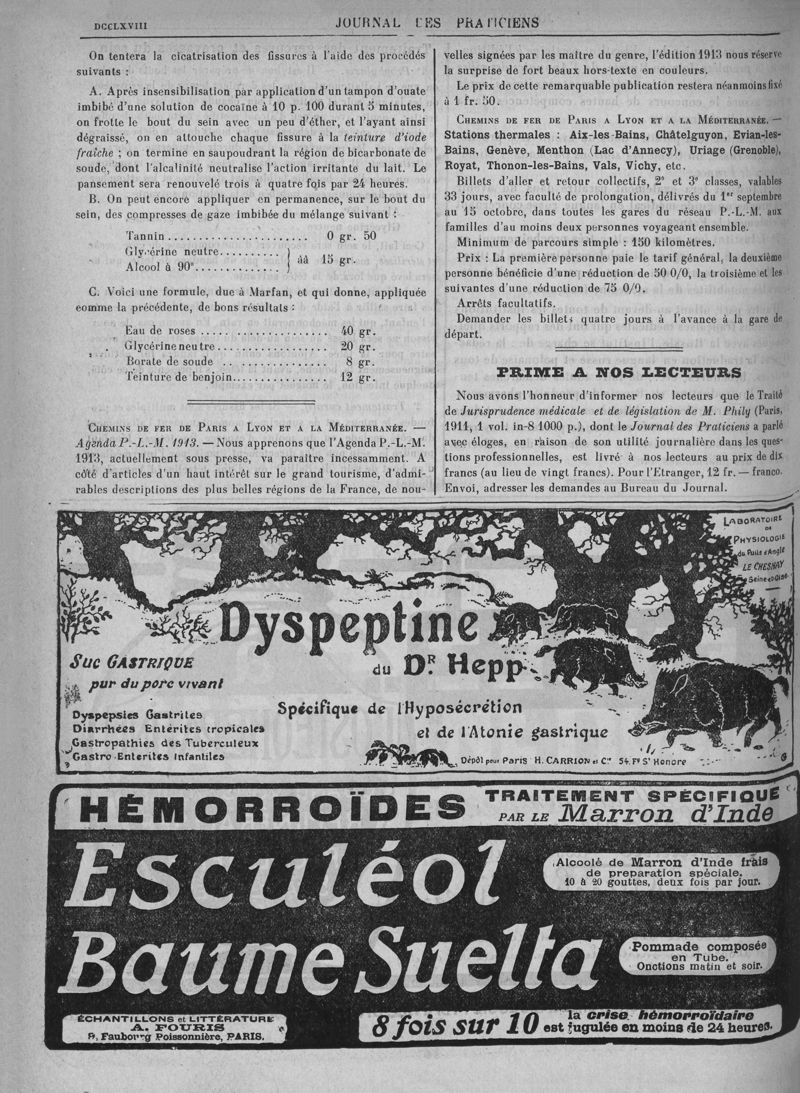 DCCLXVIII
JOURNAL DES PRATICIENS
On tentera la cicatrisation des fissures à l'aide des procédés
suivants :
A. Après insensibilisation par application d'un tampon d'ouate
imbibé d'une solution de cocaïne à 10 p. 100 durant 5 minutes,
on frotte le bout du sein avec un peu d'éther, et l'ayant ainsi
dégraissé, on en attouche chaque fissure à la teinture d'iode
fraîche ; on termine en saupoudrant la région de bicarbonate de
soude, dont l'alcalinité neutralise l'action irritante du lait. Le
pansement sera renouvelé trois à quatre fois par 24 heures.
B. On peut encore appliquer en permanence, sur le bout du
sein, des compresses de gaze imbibée du mélange suivant :
Tannin ....................... 0 gr. 50
Glycérine neutre.......... } ââ 15 gr.
Alcool à 90°..............
C. Voici une formule, due à Marfan, et qui donne, appliquée
comme la précédente, de bons résultats :
Eau de roses ..................... 40 gr.
Glycérine neutre.................. 20 gr.
Borate de soude .. ............... 8 gr.
Teinture de benjoin................ 12 gr.
CHEMINS DE FER DE PARIS A LYON ET A LA MÉDITERRANÉE. —
Agenda P.-L.-M. 1913. — Nous apprenons que l'Agenda P.-L.-M.
1913, actuellement sous presse, va paraître incessamment. A
côté d'articles d'un haut intérêt sur le grand tourisme, d'admi-
rables descriptions des plus belles régions de la France, de nou-
velles signées par les maître du genre, l'édition 1913 nous réserve
la surprise de fort beaux hors-texte en couleurs.
Le prix de cette remarquable publication restera néanmoins fixé
à 1 fr. 50.
CHEMINS DE FER DE PARIS A LYON ET A LA MÉDITERRANÉE. —
Stations thermales : Aix-les-Bains, Châtelguyon, Evian-les-
Bains, Genève, Menthon (Lac d'Annecy), Uriage (Grenoble),
Royat, Thonon-les-Bains, Vals, Vichy, etc.
Billets d'aller et retour collectifs, 2e et 3e classes, valables
33 jours, avec faculté de prolongation, délivrés du 1er septembre
au 15 octobre, dans toutes les gares du réseau P.-L.-M. aux
familles d'au moins deux personnes voyageant ensemble.
Minimum de parcours simple : 150 kilomètres.
Prix : La première personne paie le tarif général, la deuxième
personne bénéficie d'une réduction de 50 0/0, la troisième et les
suivantes d'une réduction de 75 0/0.
Arrêts facultatifs.
Demander les billets quatre jours à l'avance à la gare de
départ.
PRIME A NOS LECTEURS
Nous avons l'honneur d'informer nos lecteurs que le Traité
de Jurisprudence médicale et de législation de M. Phily (Paris,
1911, 1 vol. in-8 1000 p.), dont le Journal des Praticiens a parlé
avec éloges, en raison de son utilité journalière dans les ques-
tions professionnelles, est livré à nos lecteurs au prix de dix
francs (au lieu de vingt francs). Pour l'Etranger, 12 fr. — franco.
Envoi, adresser les demandes au Bureau du Journal.
LABORATOIRE
DE
PHYSIOLOGIE
du Puits d'Angle
LE CHESNAY
Seine et Oise
Dyspeptine
du DR. Hepp
SUC GASTRIQUE
pur du porc vivant
Spécifique de l'Hyposécrétion
et de l'Atonie gastrique
Dyspepsies Gastrites
Diarrhées Entérites tropicales
Gastropathies des Tuberculeux
Gastro-Entérites Infantiles
Dépôt pour Paris H. CARRION et Cie 54, Fg St Honoré
HÉMORROÏDES
TRAITEMENT SPÉCIFIQUE
PAR LE Marron d'Inde
Esculéol
Alcoolé de Marron d'Inde frais
de preparation spéciale.
10 à 20 gouttes, deux fois par jour.
Baume Suelta
Pommade composée
en Tube.
Onctions matin et soir.
ÉCHANTILLONS et LITTÉRATURE
A. FOURIS
9, Faubourg Poissonnière, PARIS.
8 fois sur 10
la crise hémorroïdaire
est jugulée en moins de 24 heures.